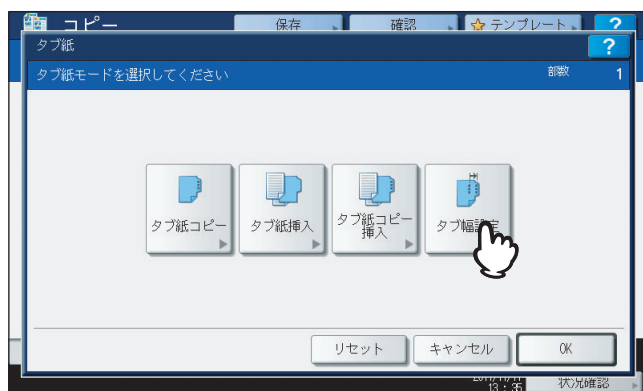 コピー
保存
確認
テンプレート
?
タブ紙
?
タブ紙モードを選択してください
部数 1
タブ紙コピー
タブ紙挿入
タブ紙コピー
挿入
タブ幅設定
リセット
キャンセル
OK
13:35
状況確認